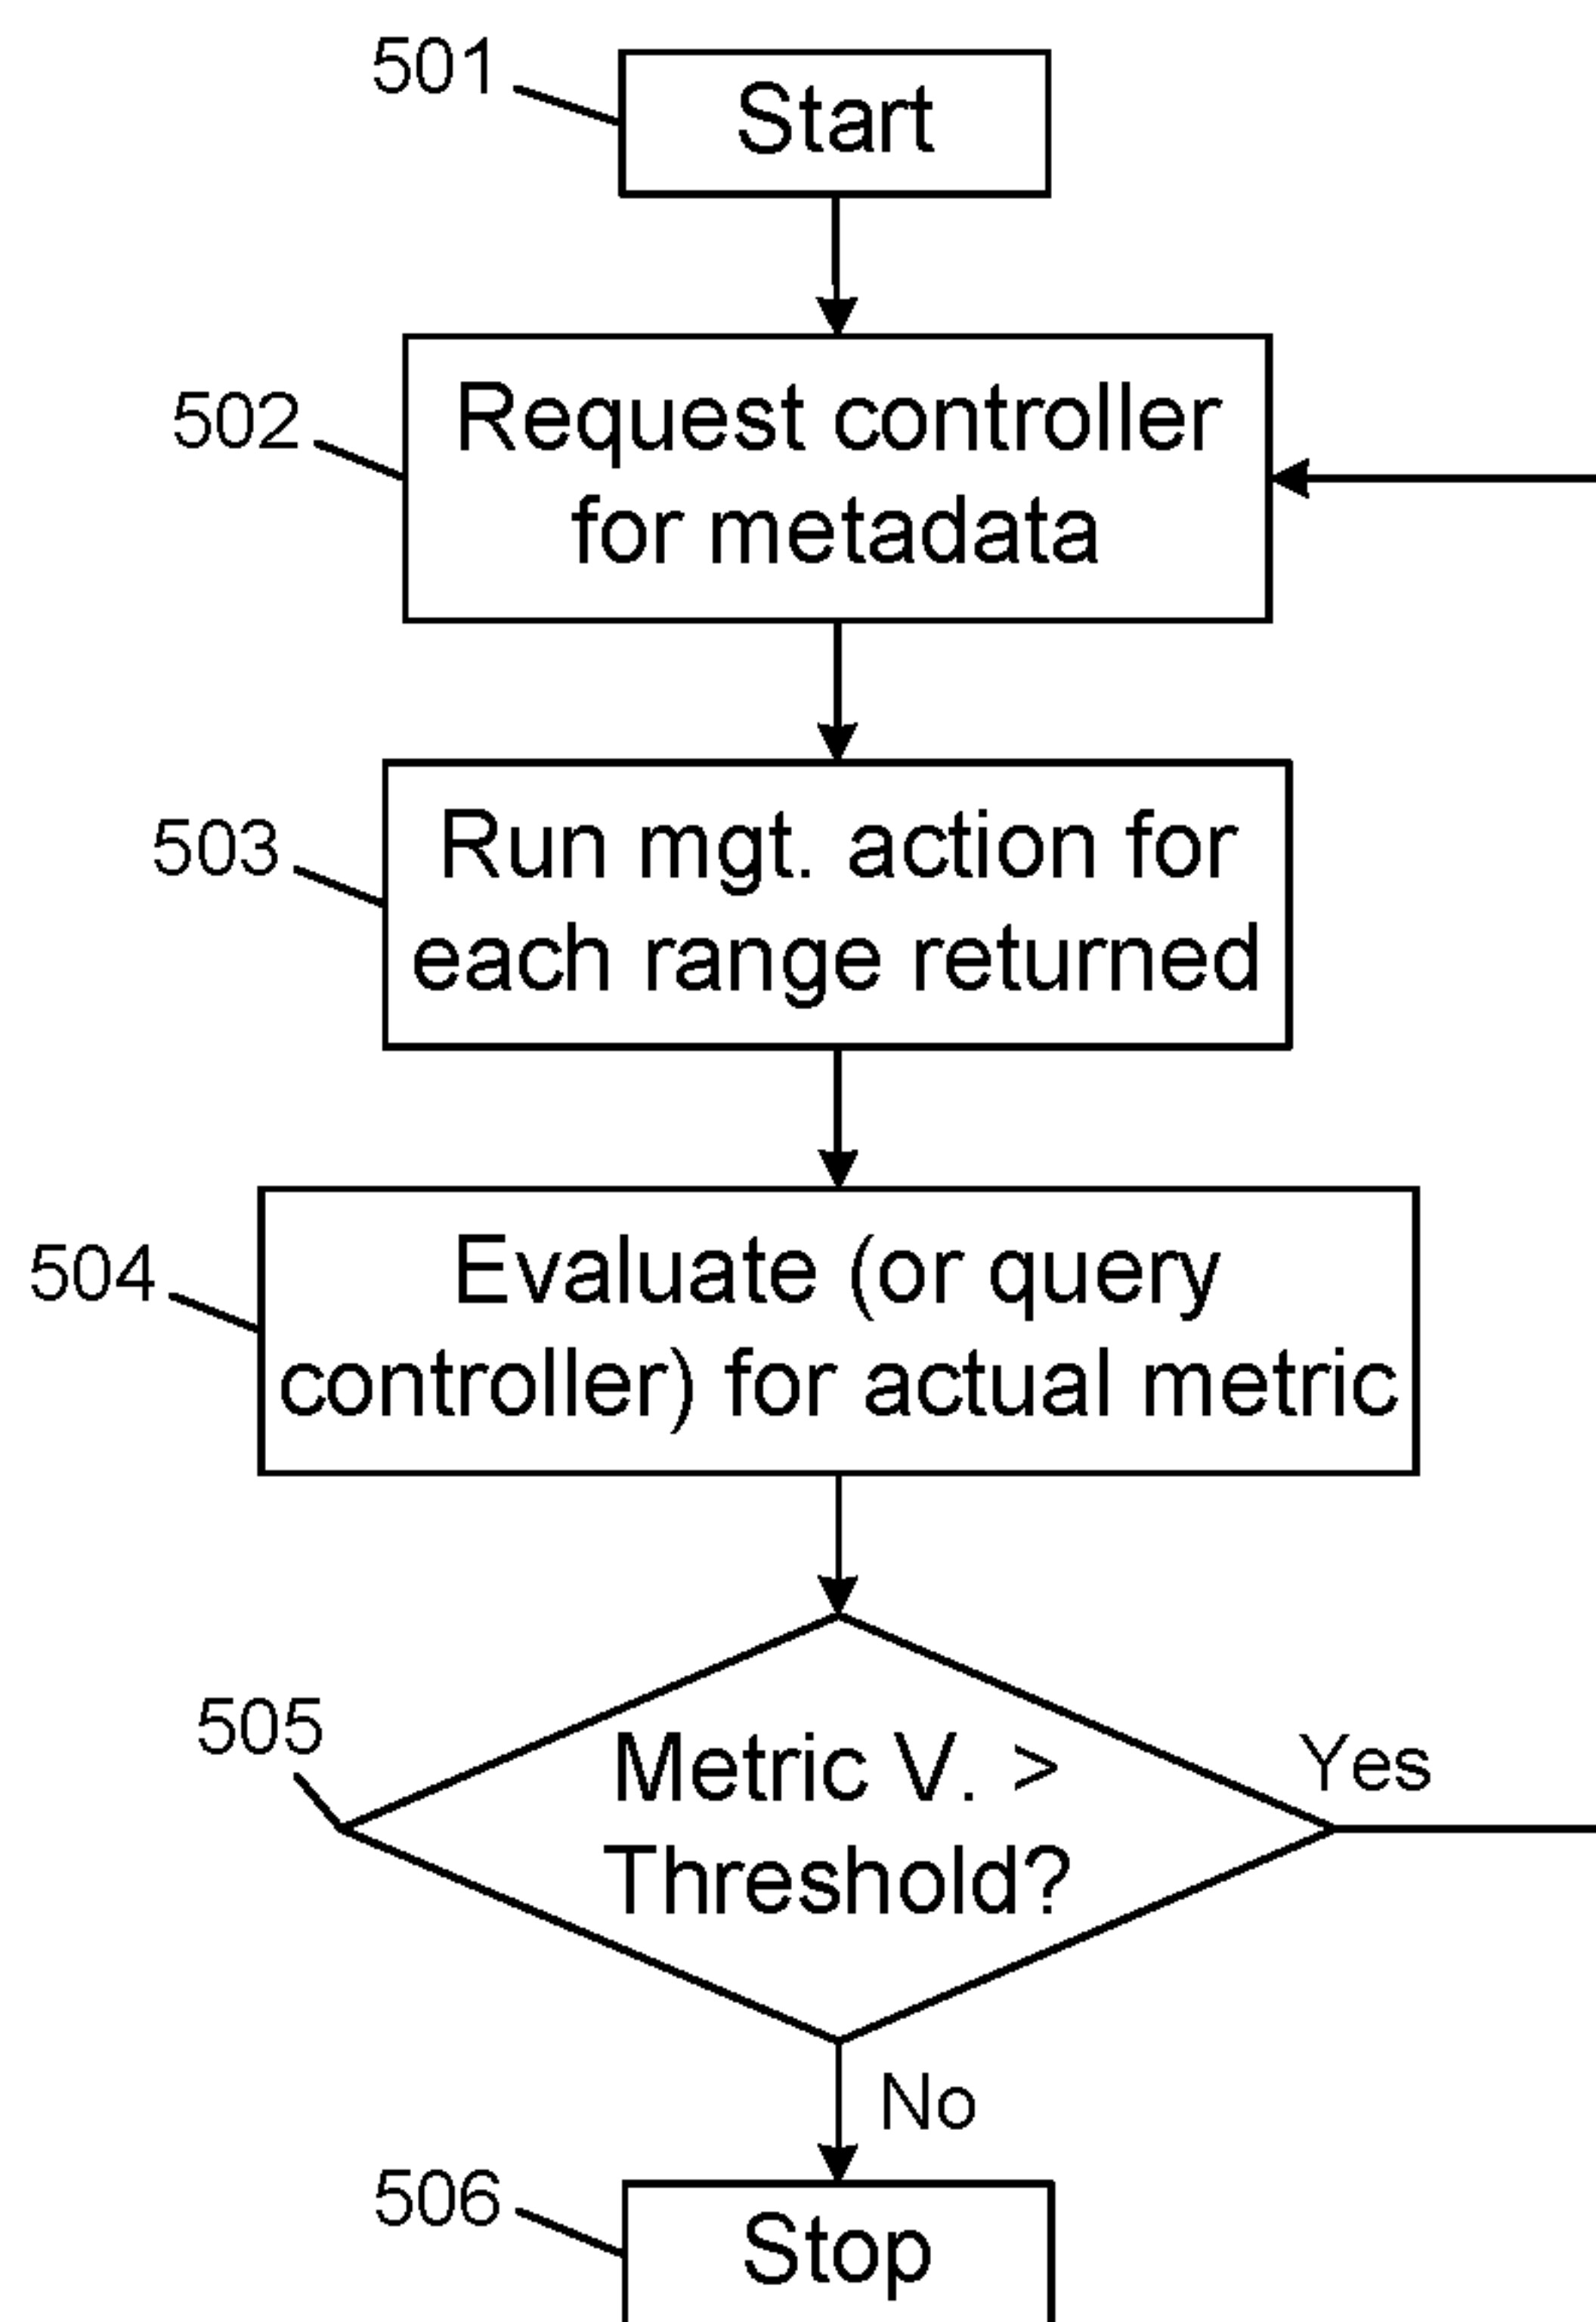 501
Start
502
Request controller
for metadata
503
Run mgt. action for
each range returned
504
Evaluate (or query
controller) for actual metric
505
Metric V. >
Threshold?
Yes
No
506
Stop